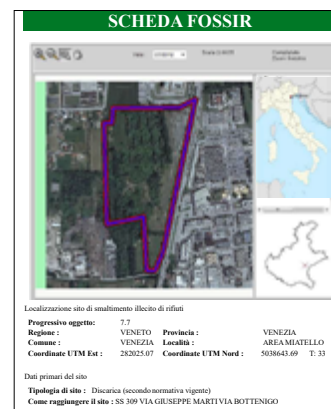 SCHEDA FOSSIR
Localizzazione sito di smaltimento illecito di rifiuti
Progressivo oggetto: 7.7
Regione : VENETO Provincia : VENEZIA
Comune : VENEZIA Località : AREA MIATELLO
Coordinate UTM Est : 282025.07 Coordinate UTM Nord : 5038643.69 T: 33
Dati primari del sito
Tipologia di sito : Discarica (secondo normativa vigente)
Come raggiungere il sito : SS 309 VIA GIUSEPPE MARTI VIA BOTTENIGO